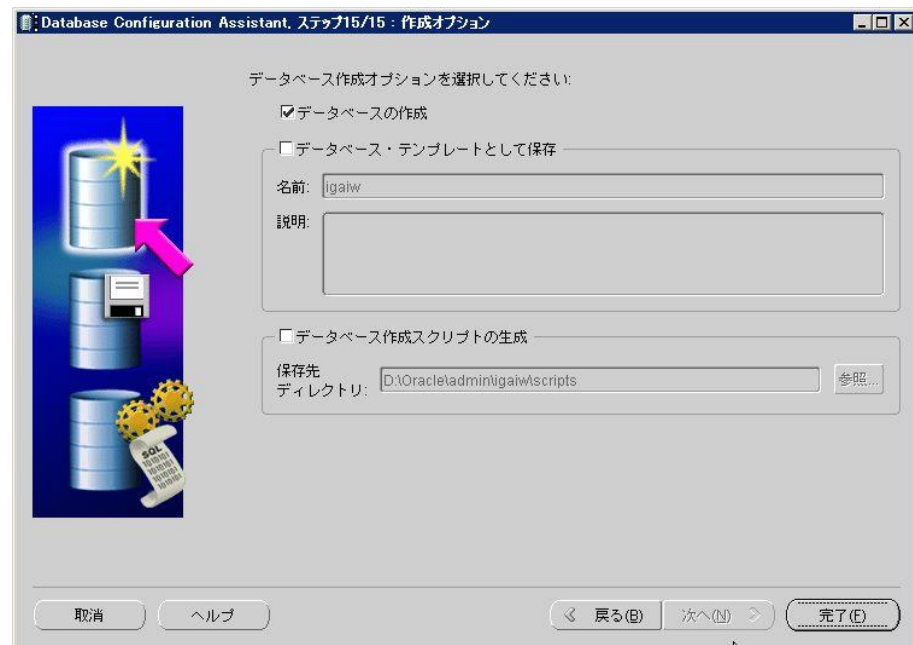 Database Configuration Assistant, ステップ15/15 : 作成オプション
データベース作成オプションを選択してください:
データベースの作成
データベース・テンプレートとして保存
名前: igaiw
説明:
データベース作成スクリプトの生成
保存先
ディレクトリ: D:\Oracle\admin\igaiw\scripts 参照...
SQL
1010101
1010101
1010101
1010101
取消 ヘルプ 戻る(B) 次へ(N) 完了(F)